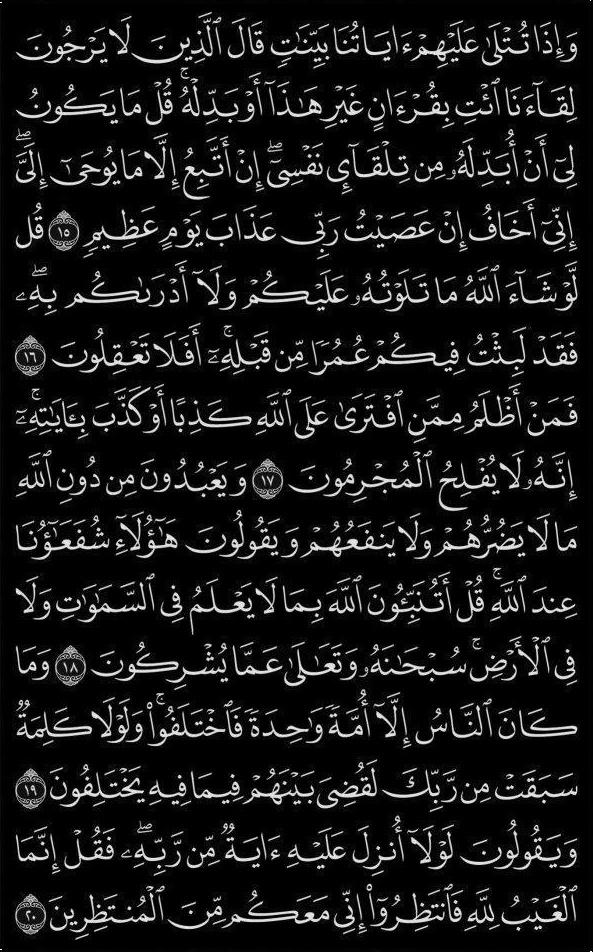 وَإِذَا تُتْلَىٰ عَلَيْهِمْ ءَايَاتُنَا بَيِّنَٰتٍ قَالَ ٱلَّذِينَ لَا يَرْجُونَ
لِقَآءَنَا ٱئْتِ بِقُرْءَانٍ غَيْرِ هَٰذَآ أَوْ بَدِّلْهُ ۚ قُلْ مَا يَكُونُ
لِىٓ أَنْ أُبَدِّلَهُۥ مِن تِلْقَآئِ نَفْسِىٓ ۖ إِنْ أَتَّبِعُ إِلَّا مَا يُوحَىٰٓ إِلَىَّ ۖ
إِنِّىٓ أَخَافُ إِنْ عَصَيْتُ رَبِّى عَذَابَ يَوْمٍ عَظِيمٍ ١٥ قُل
لَّوْ شَآءَ ٱللَّهُ مَا تَلَوْتُهُۥ عَلَيْكُمْ وَلَآ أَدْرَىٰكُم بِهِۦ ۖ
فَقَدْ لَبِثْتُ فِيكُمْ عُمُرًا مِّن قَبْلِهِۦٓ ۚ أَفَلَا تَعْقِلُونَ ١٦
فَمَنْ أَظْلَمُ مِمَّنِ ٱفْتَرَىٰ عَلَى ٱللَّهِ كَذِبًا أَوْ كَذَّبَ بِـَٔايَٰتِهِۦٓ ۚ
إِنَّهُۥ لَا يُفْلِحُ ٱلْمُجْرِمُونَ ١٧ وَيَعْبُدُونَ مِن دُونِ ٱللَّهِ
مَا لَا يَضُرُّهُمْ وَلَا يَنفَعُهُمْ وَيَقُولُونَ هَٰٓؤُلَآءِ شُفَعَٰٓؤُنَا
عِندَ ٱللَّهِ ۚ قُلْ أَتُنَبِّـُٔونَ ٱللَّهَ بِمَا لَا يَعْلَمُ فِى ٱلسَّمَٰوَٰتِ وَلَا
فِى ٱلْأَرْضِ ۚ سُبْحَٰنَهُۥ وَتَعَٰلَىٰ عَمَّا يُشْرِكُونَ ١٨ وَمَا
كَانَ ٱلنَّاسُ إِلَّآ أُمَّةً وَٰحِدَةً فَٱخْتَلَفُوا۟ ۚ وَلَوْلَا كَلِمَةٌ
سَبَقَتْ مِن رَّبِّكَ لَقُضِىَ بَيْنَهُمْ فِيمَا فِيهِ يَخْتَلِفُونَ ١٩
وَيَقُولُونَ لَوْلَآ أُنزِلَ عَلَيْهِ ءَايَةٌ مِّن رَّبِّهِۦ ۖ فَقُلْ إِنَّمَا
ٱلْغَيْبُ لِلَّهِ فَٱنتَظِرُوٓا۟ إِنِّى مَعَكُم مِّنَ ٱلْمُنتَظِرِينَ ٢٠